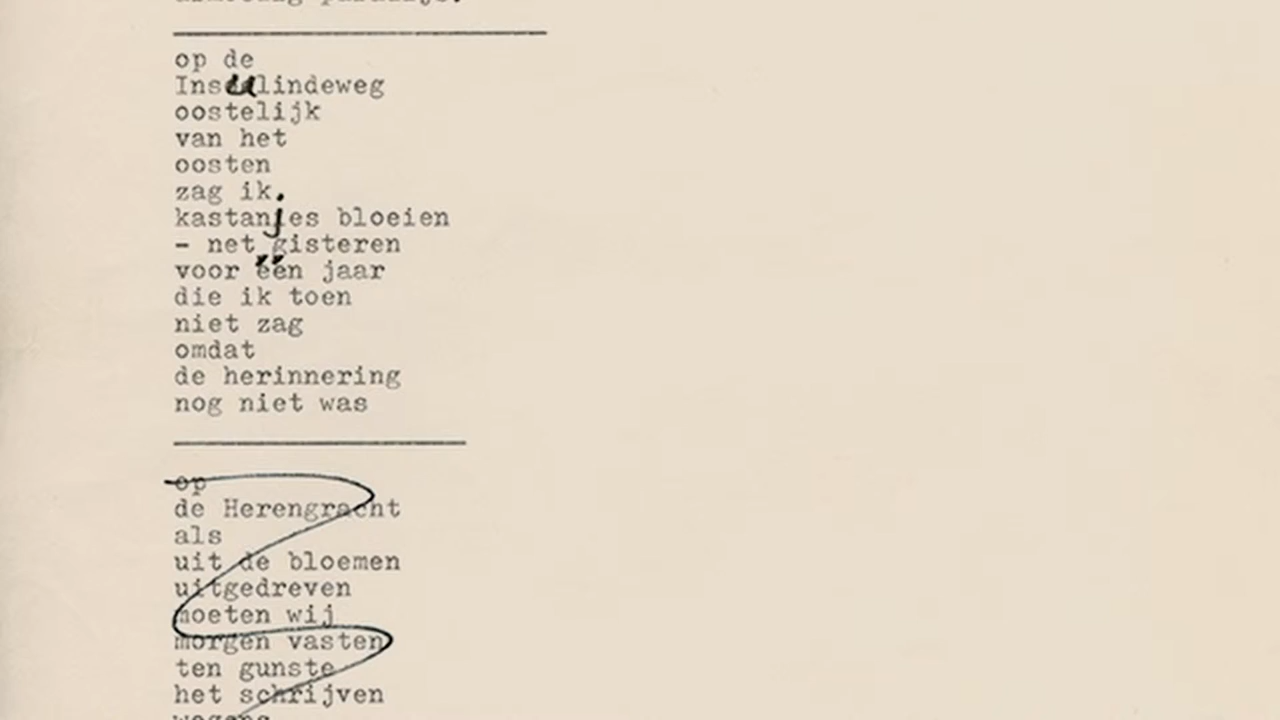 op de
Insulindeweg
oostelijk
van het
oosten
zag ik
kastanjes bloeien
- net gisteren
voor één jaar
die ik toen
niet zag
omdat
de herinnering
nog niet was
op
de Herengracht
als
uit de bloemen
uitgedreven
moeten wij
morgen vasten
ten gunste
het schrijven
wegens